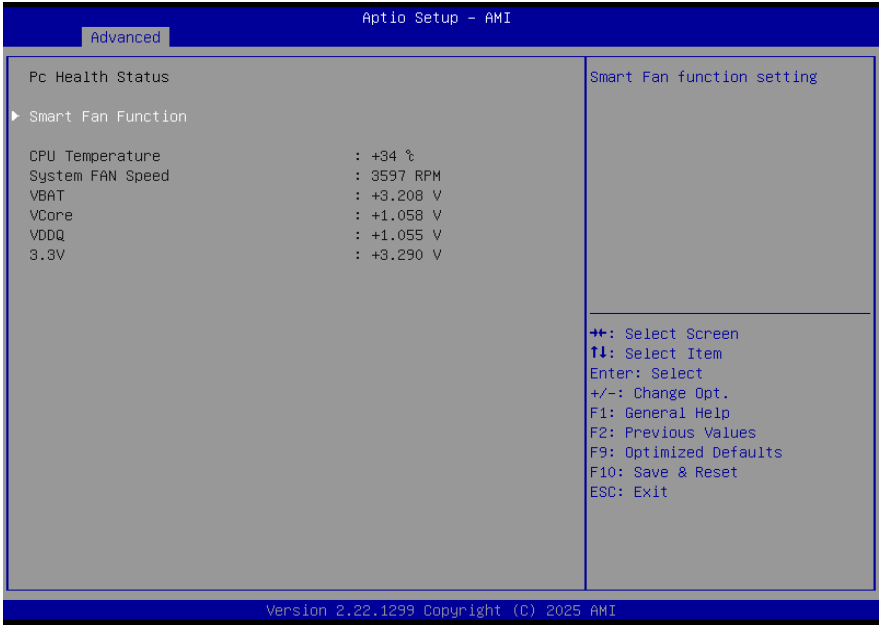 Aptio Setup – AMI
Advanced
Pc Health Status
Smart Fan Function
CPU Temperature : +34 ℃
System FAN Speed : 3597 RPM
VBAT : +3.208 V
VCore : +1.058 V
VDDQ : +1.055 V
3.3V : +3.290 V
Smart Fan function setting
→←: Select Screen
↑↓: Select Item
Enter: Select
+/-: Change Opt.
F1: General Help
F2: Previous Values
F9: Optimized Defaults
F10: Save & Reset
ESC: Exit
Version 2.22.1299 Copyright (C) 2025 AMI